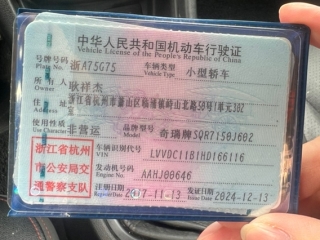 中华人民共和国机动车行驶证
Vehicle License of the People's Republic of China
号牌号码 浙A75G75 车辆类型 小型轿车
Plate No. Vehicle Type
所有人 耿祥杰
Owner
住址 浙江省杭州市萧山区临浦镇峙山北路50号1单元302
使用性质 非营运 品牌型号 奇瑞牌SQR7150J602
Use Character Model
浙江省杭州
市公安局交
通警察支队
车辆识别代号 LVVDC11B1HD166116
VIN
发动机号码 AAHJ00646
Engine No.
注册日期 2017-11-13 发证日期 2024-12-13
Register Date Issue Date